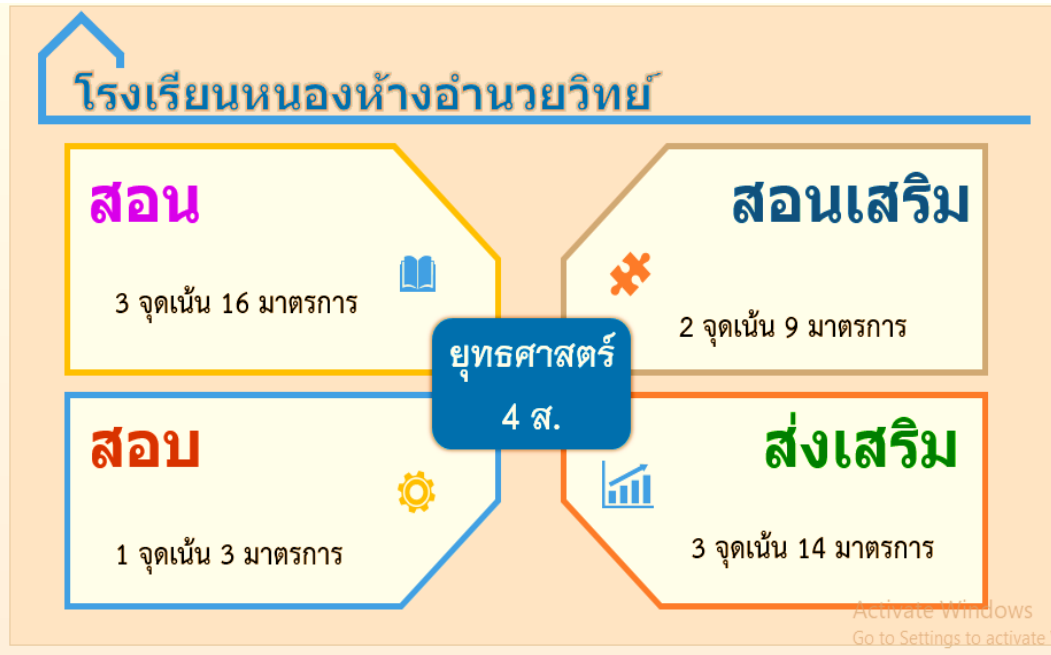 โรงเรียนหนองห้างอำนวยวิทย์
สอน
3 จุดเน้น 16 มาตรการ
สอนเสริม
2 จุดเน้น 9 มาตรการ
ยุทธศาสตร์
4 ส.
สอบ
1 จุดเน้น 3 มาตรการ
ส่งเสริม
3 จุดเน้น 14 มาตรการ
Activate Windows
Go to Settings to activate